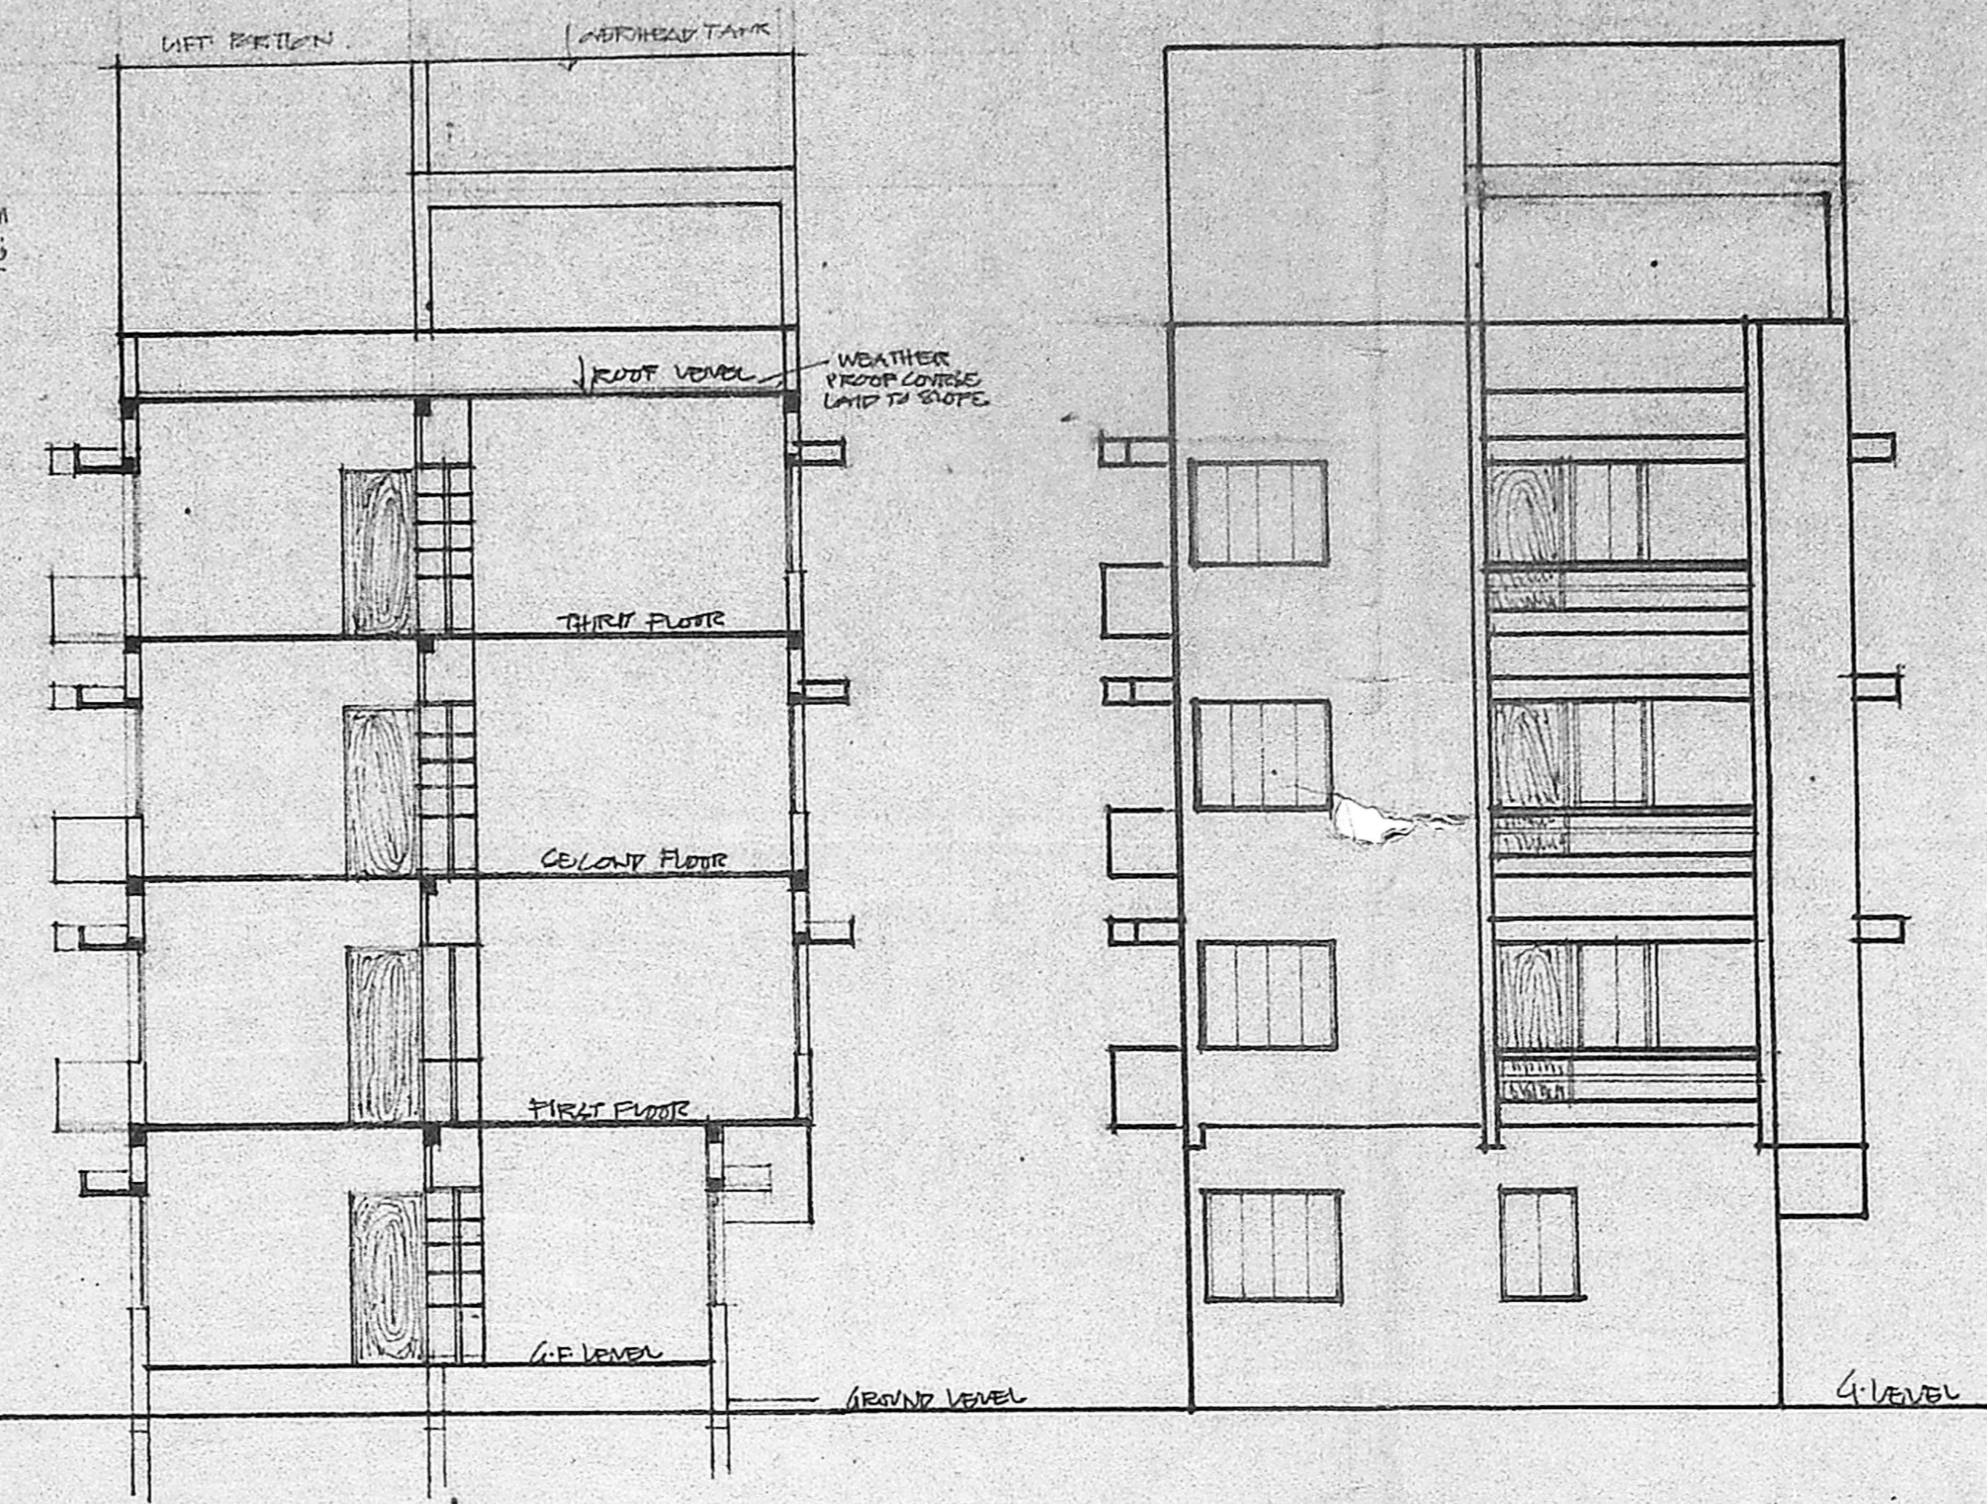 LIFT PORTION.
OVERHEAD TANK
ROOF LEVEL
WEATHER
PROOF COURSE
LAID TO SLOPE
THIRD FLOOR
SECOND FLOOR
FIRST FLOOR
G.F LEVEL
GROUND LEVEL
G.LEVEL